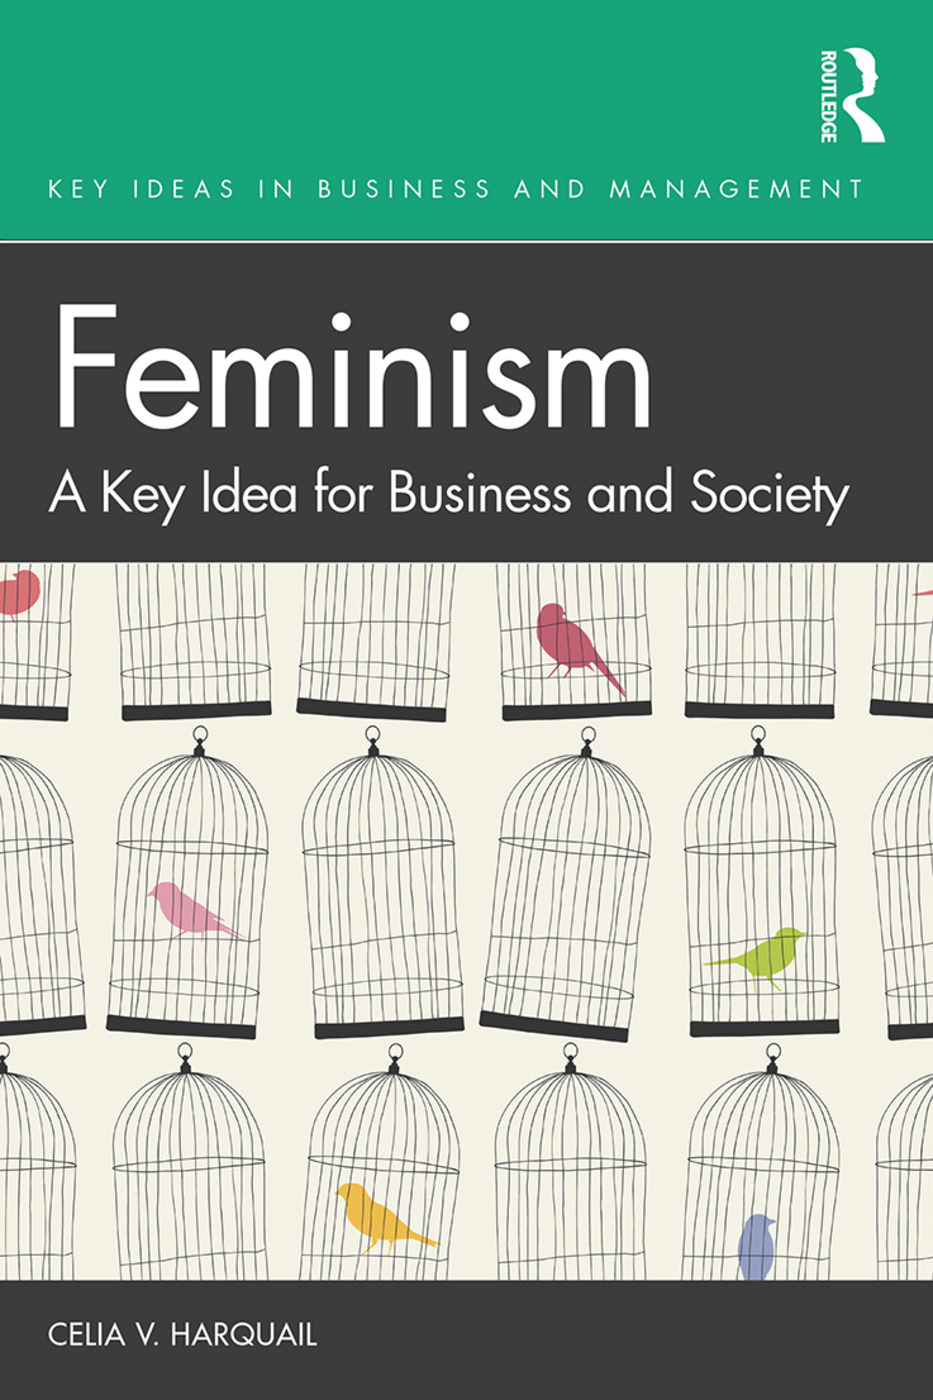 ROUTLEDGE
KEY IDEAS IN BUSINESS AND MANAGEMENT
Feminism
A Key Idea for Business and Society
CELIA V. HARQUAIL